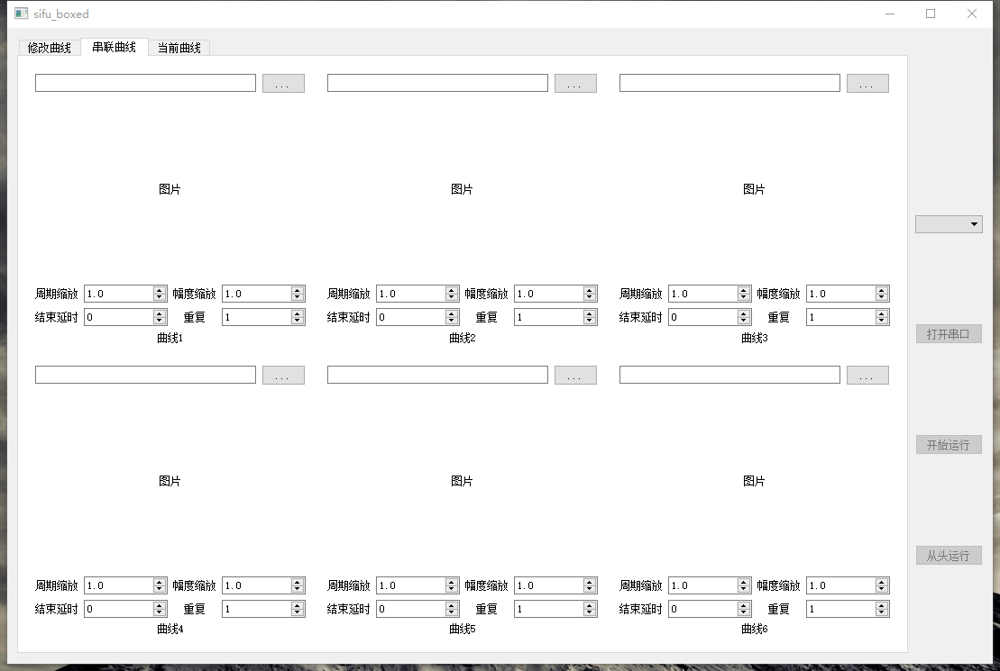 sifu_boxed
修改曲线 串联曲线 当前曲线
... ... ...
图片 图片 图片
周期缩放 1.0 幅度缩放 1.0 周期缩放 1.0 幅度缩放 1.0 周期缩放 1.0 幅度缩放 1.0
结束延时 0 重复 1 结束延时 0 重复 1 结束延时 0 重复 1
曲线1 曲线2 曲线3
... ... ...
图片 图片 图片
周期缩放 1.0 幅度缩放 1.0 周期缩放 1.0 幅度缩放 1.0 周期缩放 1.0 幅度缩放 1.0
结束延时 0 重复 1 结束延时 0 重复 1 结束延时 0 重复 1
曲线4 曲线5 曲线6
打开串口
开始运行
从头运行